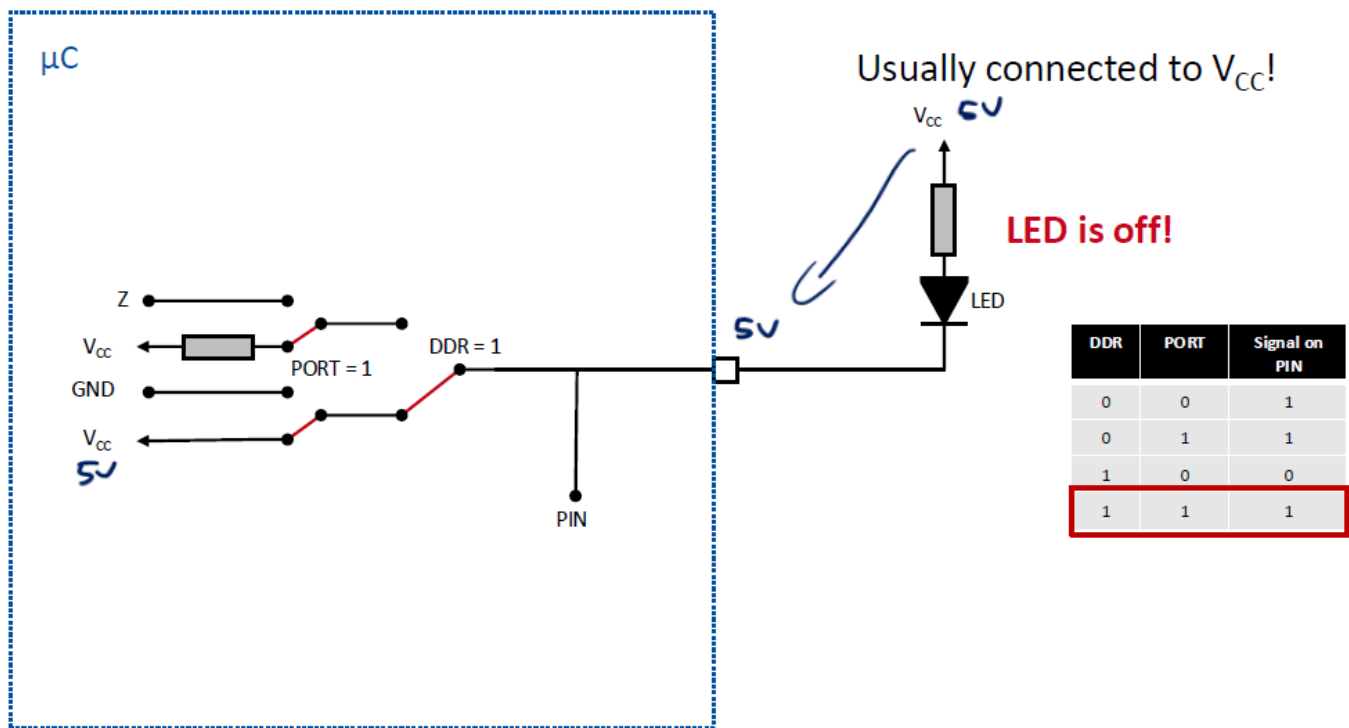 µC
Usually connected to VCC!
VCC 5V
LED is off!
LED
Z
5V
VCC
DDR = 1
PORT = 1
GND
VCC
5V
PIN
DDR PORT Signal on PIN
0 0 1
0 1 1
1 0 0
1 1 1